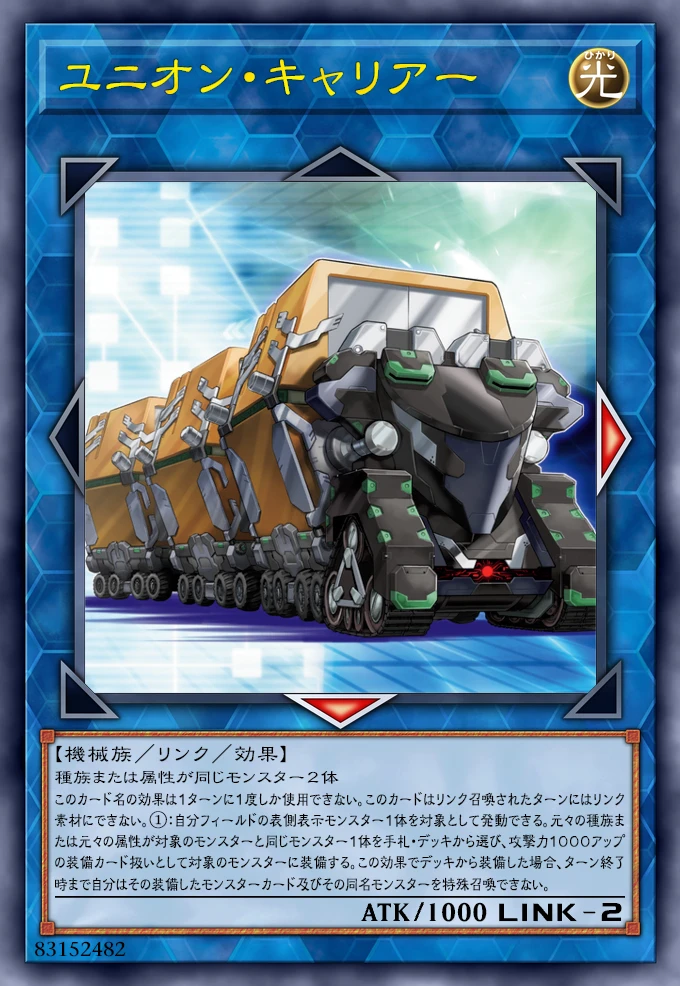 ユニオン・キャリアー
ひかり
光
【機械族／リンク／効果】
種族または属性が同じモンスター2体
このカード名の効果は1ターンに1度しか使用できない。このカードはリンク召喚されたターンにはリンク
素材にできない。①：自分フィールドの表側表示モンスター1体を対象として発動できる。元々の種族ま
たは元々の属性が対象のモンスターと同じモンスター1体を手札・デッキから選び、攻撃力1000アップ
の装備カード扱いとして対象のモンスターに装備する。この効果でデッキから装備した場合、ターン終了
時まで自分はその装備したモンスターカード及びその同名モンスターを特殊召喚できない。
ATK/1000 LINK-2
83152482